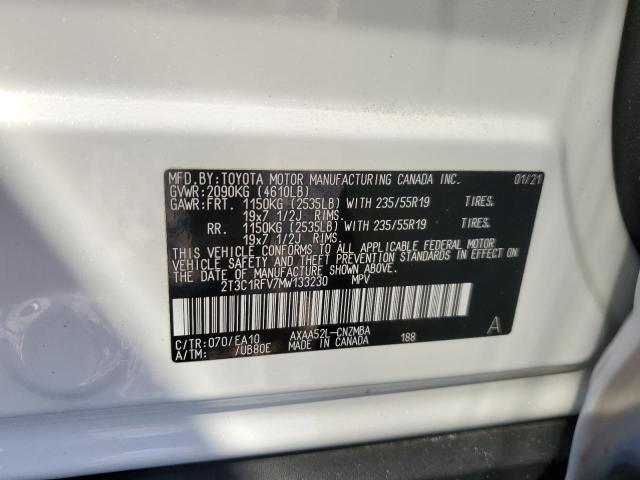 MFD.BY:TOYOTA MOTOR MANUFACTURING CANADA INC. 01/21
GVWR:2090KG (4610LB)
GAWR:FRT. 1150KG (2535LB) WITH 235/55R19 TIRES.
19x7 1/2J RIMS.
RR. 1150KG (2535LB) WITH 235/55R19 TIRES.
19x7 1/2J RIMS.
THIS VEHICLE CONFORMS TO ALL APPLICABLE FEDERAL MOTOR
VEHICLE SAFETY AND THEFT PREVENTION STANDARDS IN EFFECT ON
THE DATE OF MANUFACTURE SHOWN ABOVE.
2T3C1RFV7MW133230 MPV
C/TR:070/EA10 AXAA52L-CNZMBA 188 A
A/TM: /UB80E MADE IN CANADA